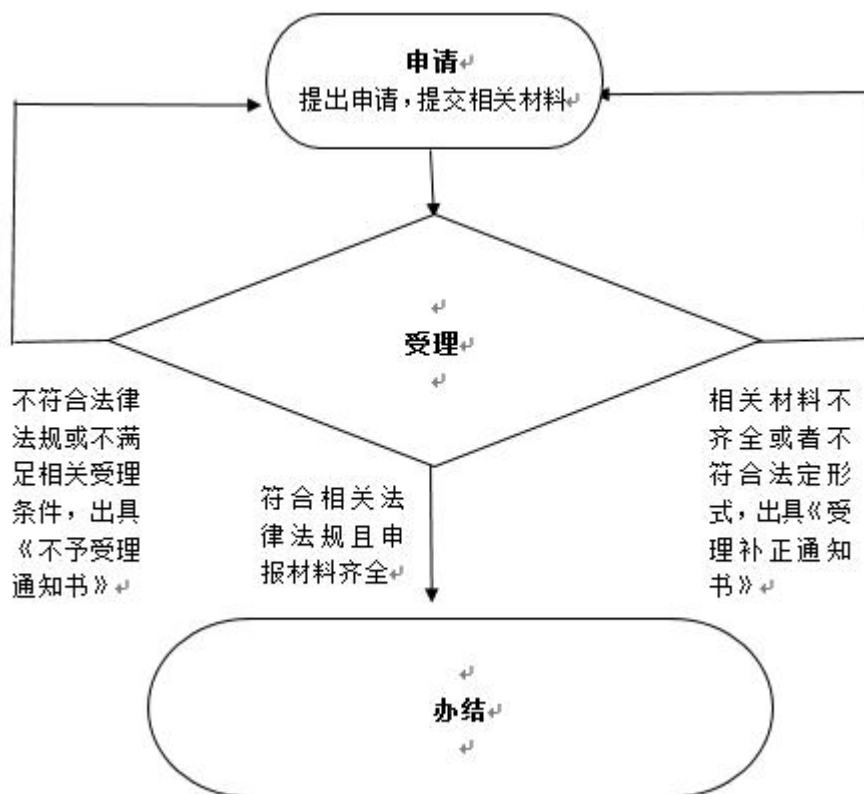 申请
提出申请，提交相关材料
受理
不符合法律
法规或不满
足相关受理
条件，出具
《不予受理
通知书》
符合相关法
律法规且申
报材料齐全
相关材料不
齐全或者不
符合法定形
式，出具《受
理补正通知
书》
办结